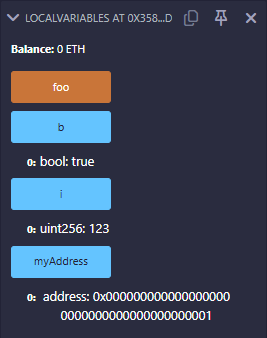 LOCALVARIABLES AT 0X358...D
Balance: 0 ETH
foo
b
0: bool: true
i
0: uint256: 123
myAddress
0: address: 0x000000000000000000
0000000000000000000001